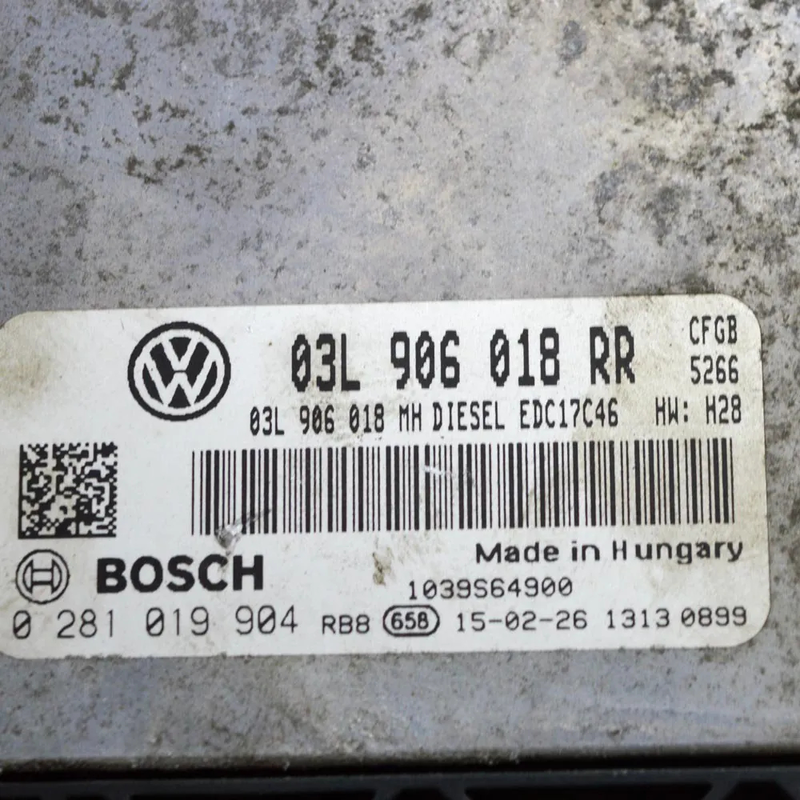 03L 906 018 RR CFGB
5266
03L 906 018 MH DIESEL EDC17C46 HW: H28
Made in Hungary
BOSCH
1039S64900
0 281 019 904 RB8 658 15-02-26 1313 0899